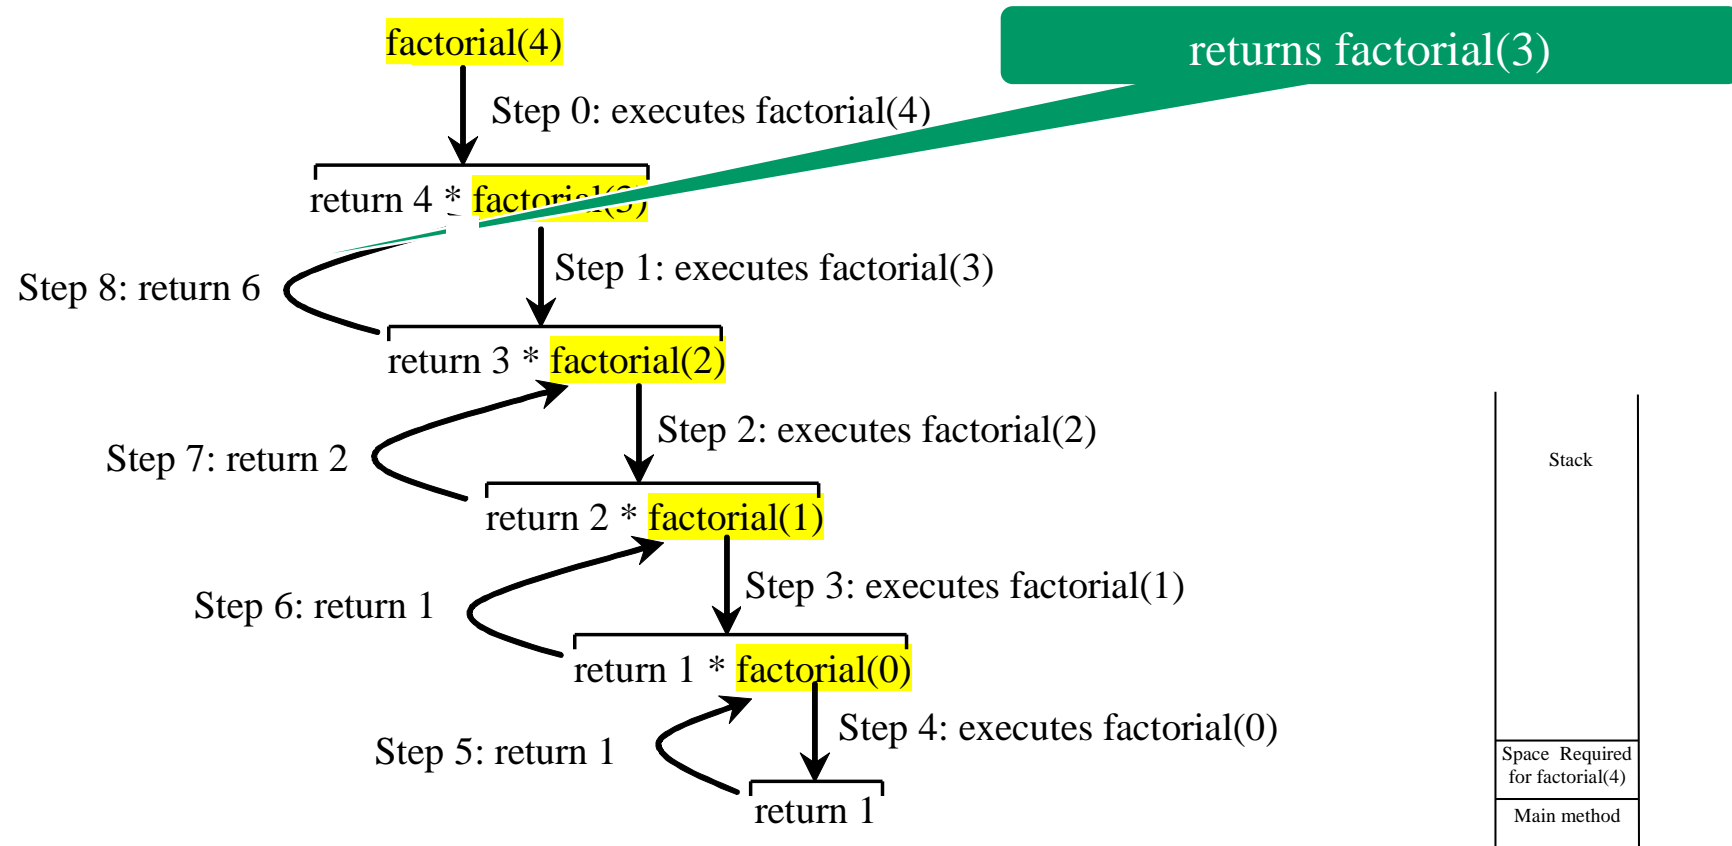 factorial(4)
returns factorial(3)
Step 0: executes factorial(4)
return 4 * factorial(3)
Step 1: executes factorial(3)
Step 8: return 6
return 3 * factorial(2)
Step 2: executes factorial(2)
Step 7: return 2
Stack
return 2 * factorial(1)
Step 3: executes factorial(1)
Step 6: return 1
return 1 * factorial(0)
Step 4: executes factorial(0)
Step 5: return 1
Space Required
for factorial(4)
return 1
Main method